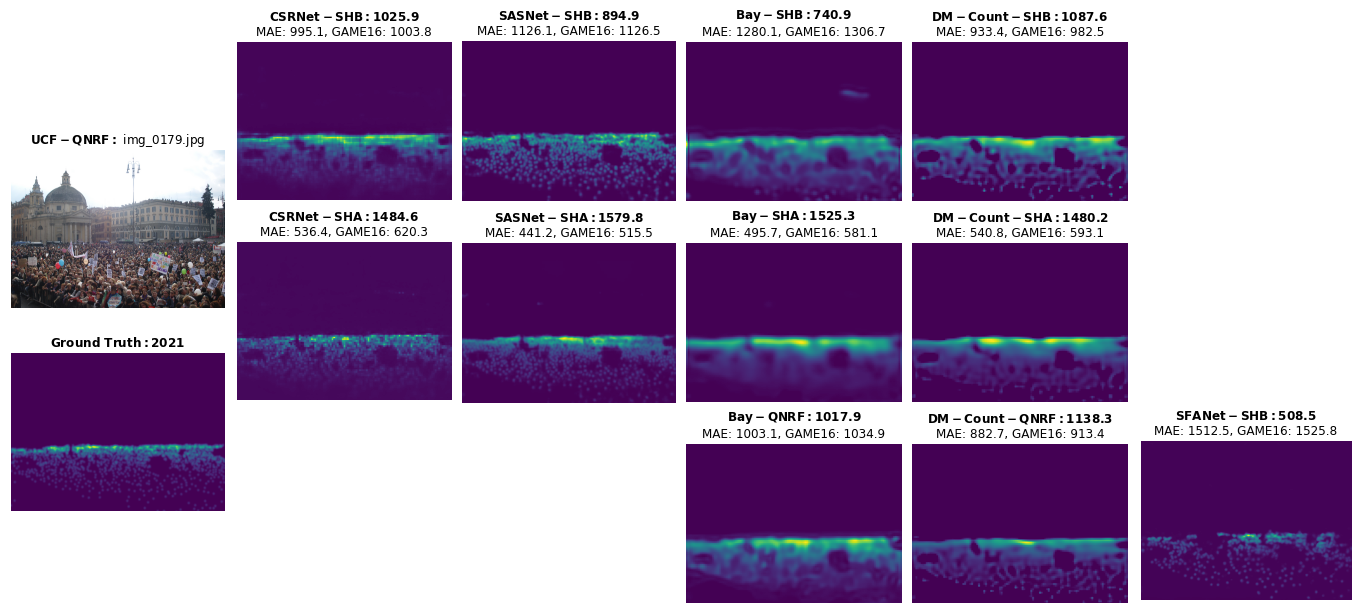 CSRNet − SHB : 1025.9
MAE: 995.1, GAME16: 1003.8
SASNet − SHB : 894.9
MAE: 1126.1, GAME16: 1126.5
Bay − SHB : 740.9
MAE: 1280.1, GAME16: 1306.7
DM − Count − SHB : 1087.6
MAE: 933.4, GAME16: 982.5
UCF − QNRF : img_0179.jpg
CSRNet − SHA : 1484.6
MAE: 536.4, GAME16: 620.3
SASNet − SHA : 1579.8
MAE: 441.2, GAME16: 515.5
Bay − SHA : 1525.3
MAE: 495.7, GAME16: 581.1
DM − Count − SHA : 1480.2
MAE: 540.8, GAME16: 593.1
Ground Truth : 2021
Bay − QNRF : 1017.9
MAE: 1003.1, GAME16: 1034.9
DM − Count − QNRF : 1138.3
MAE: 882.7, GAME16: 913.4
SFANet − SHB : 508.5
MAE: 1512.5, GAME16: 1525.8